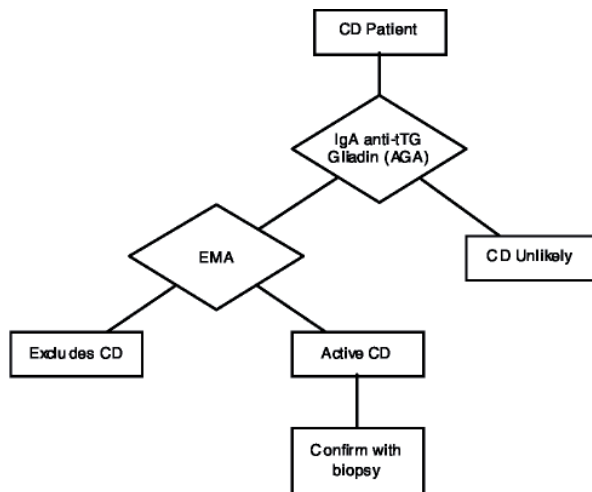 CD Patient
IgA anti-tTG
Gliadin (AGA)
EMA
CD Unlikely
Excludes CD
Active CD
Confirm with
biopsy